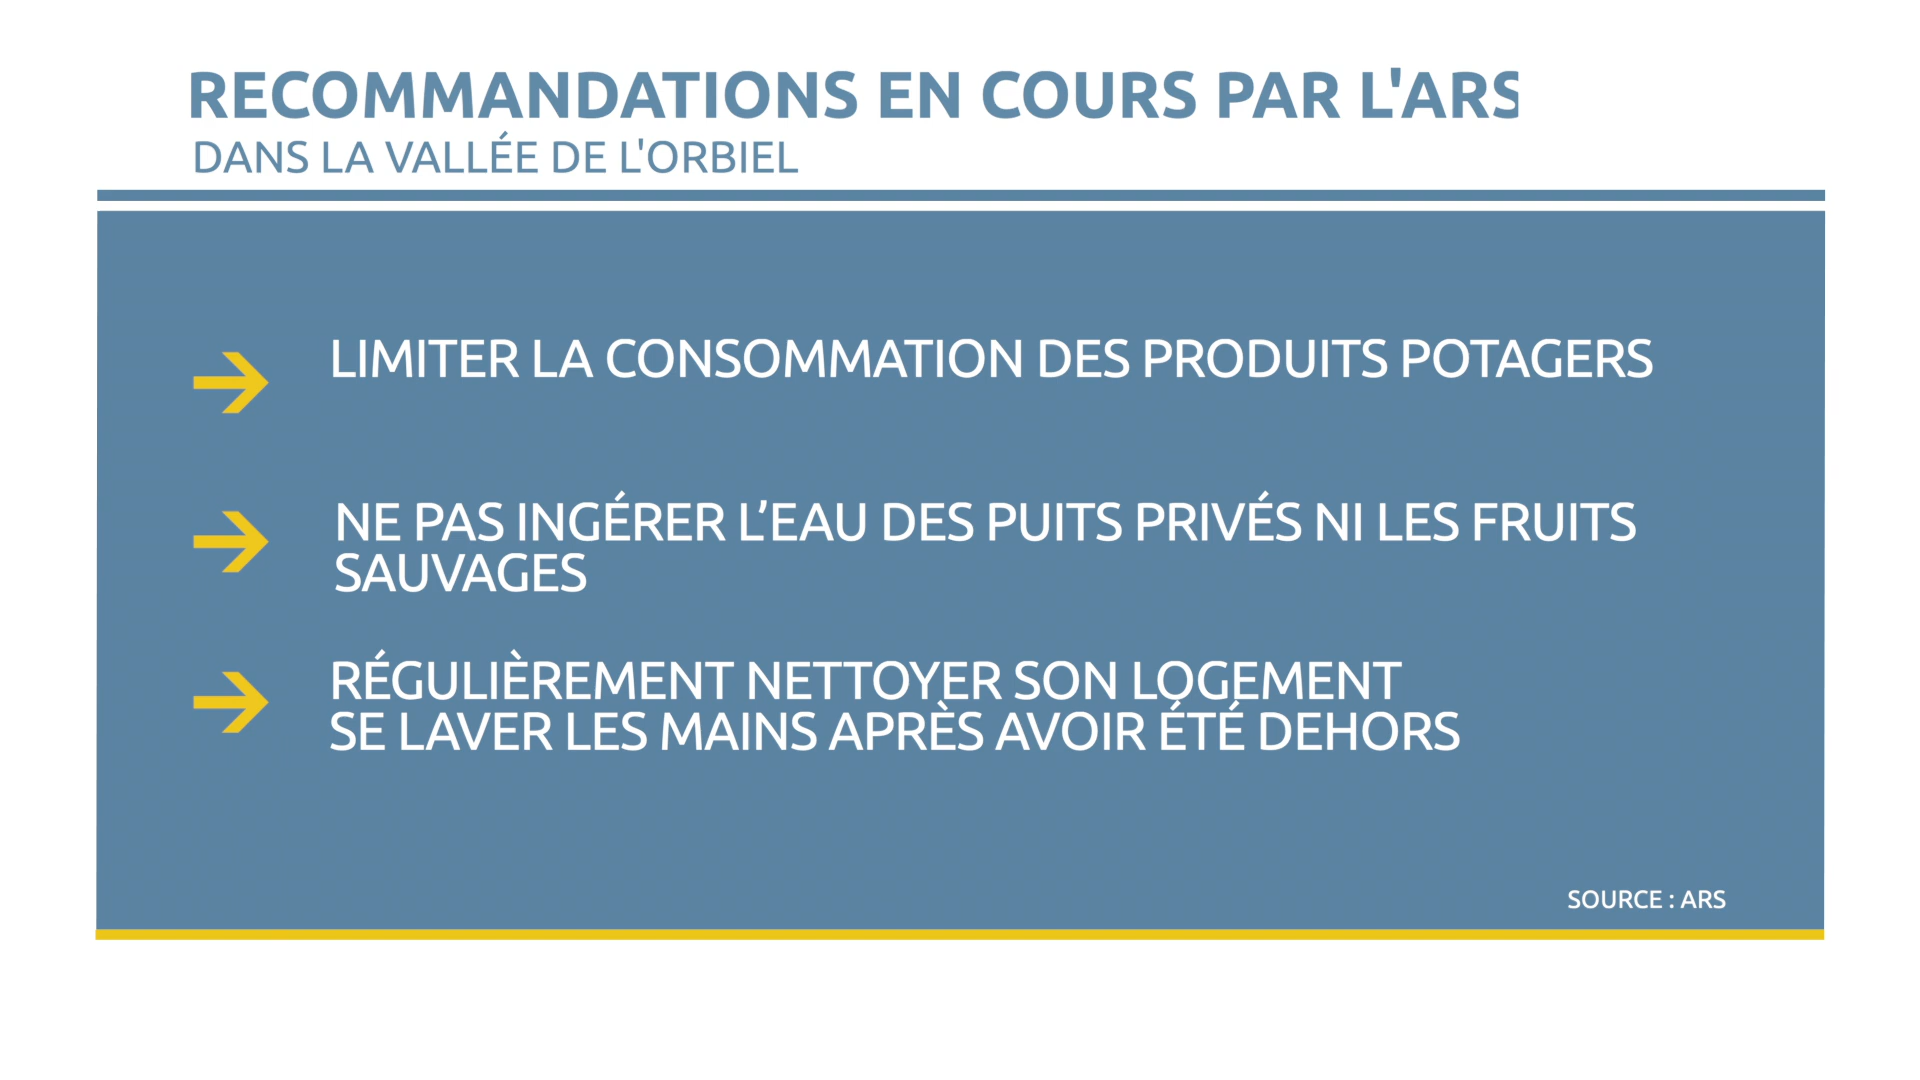 RECOMMANDATIONS EN COURS PAR L'ARS
DANS LA VALLÉE DE L'ORBIEL
LIMITER LA CONSOMMATION DES PRODUITS POTAGERS
NE PAS INGÉRER L’EAU DES PUITS PRIVÉS NI LES FRUITS
SAUVAGES
RÉGULIÈREMENT NETTOYER SON LOGEMENT
SE LAVER LES MAINS APRÈS AVOIR ÉTÉ DEHORS
SOURCE : ARS